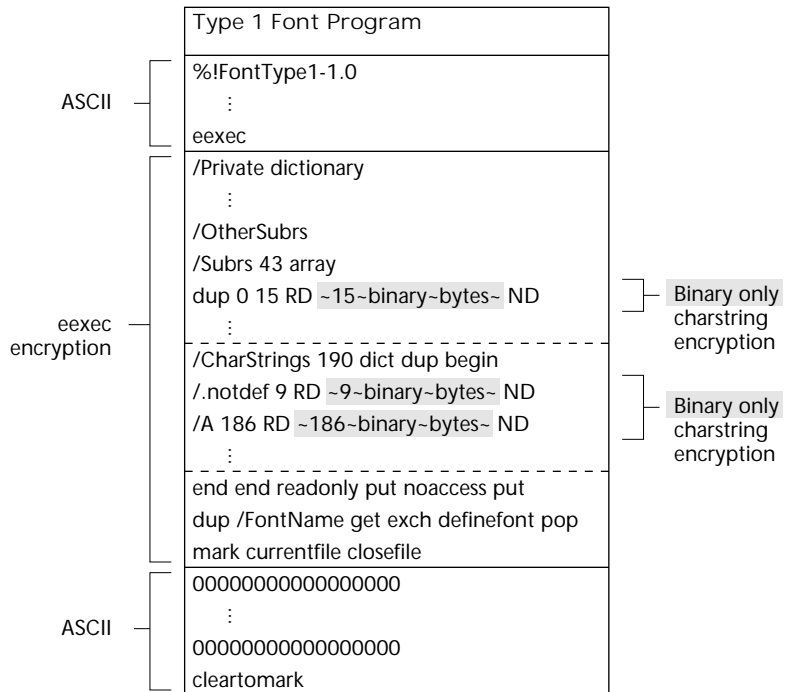 Type 1 Font Program
ASCII
%!FontType1-1.0
⋮
eexec
eexec
encryption
/Private dictionary
⋮
/OtherSubrs
/Subrs 43 array
dup 0 15 RD ~15~binary~bytes~ ND
⋮
Binary only
charstring
encryption
/CharStrings 190 dict dup begin
/.notdef 9 RD ~9~binary~bytes~ ND
/A 186 RD ~186~binary~bytes~ ND
⋮
Binary only
charstring
encryption
end end readonly put noaccess put
dup /FontName get exch definefont pop
mark currentfile closefile
ASCII
00000000000000000
⋮
00000000000000000
cleartomark